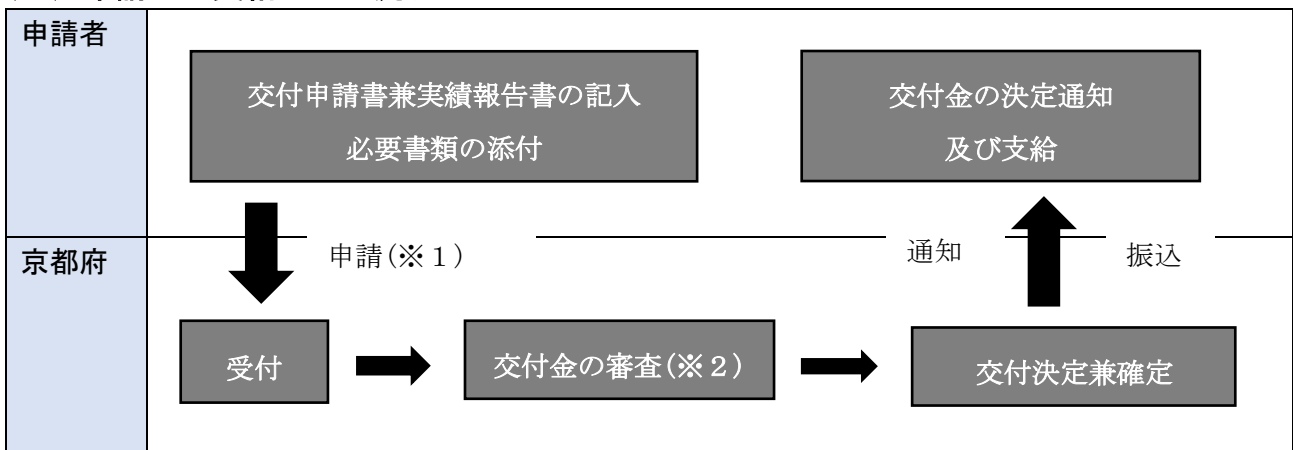 申請者
交付申請書兼実績報告書の記入
必要書類の添付
交付金の決定通知
及び支給
京都府
申請(※１)
通知
振込
受付
交付金の審査(※２)
交付決定兼確定